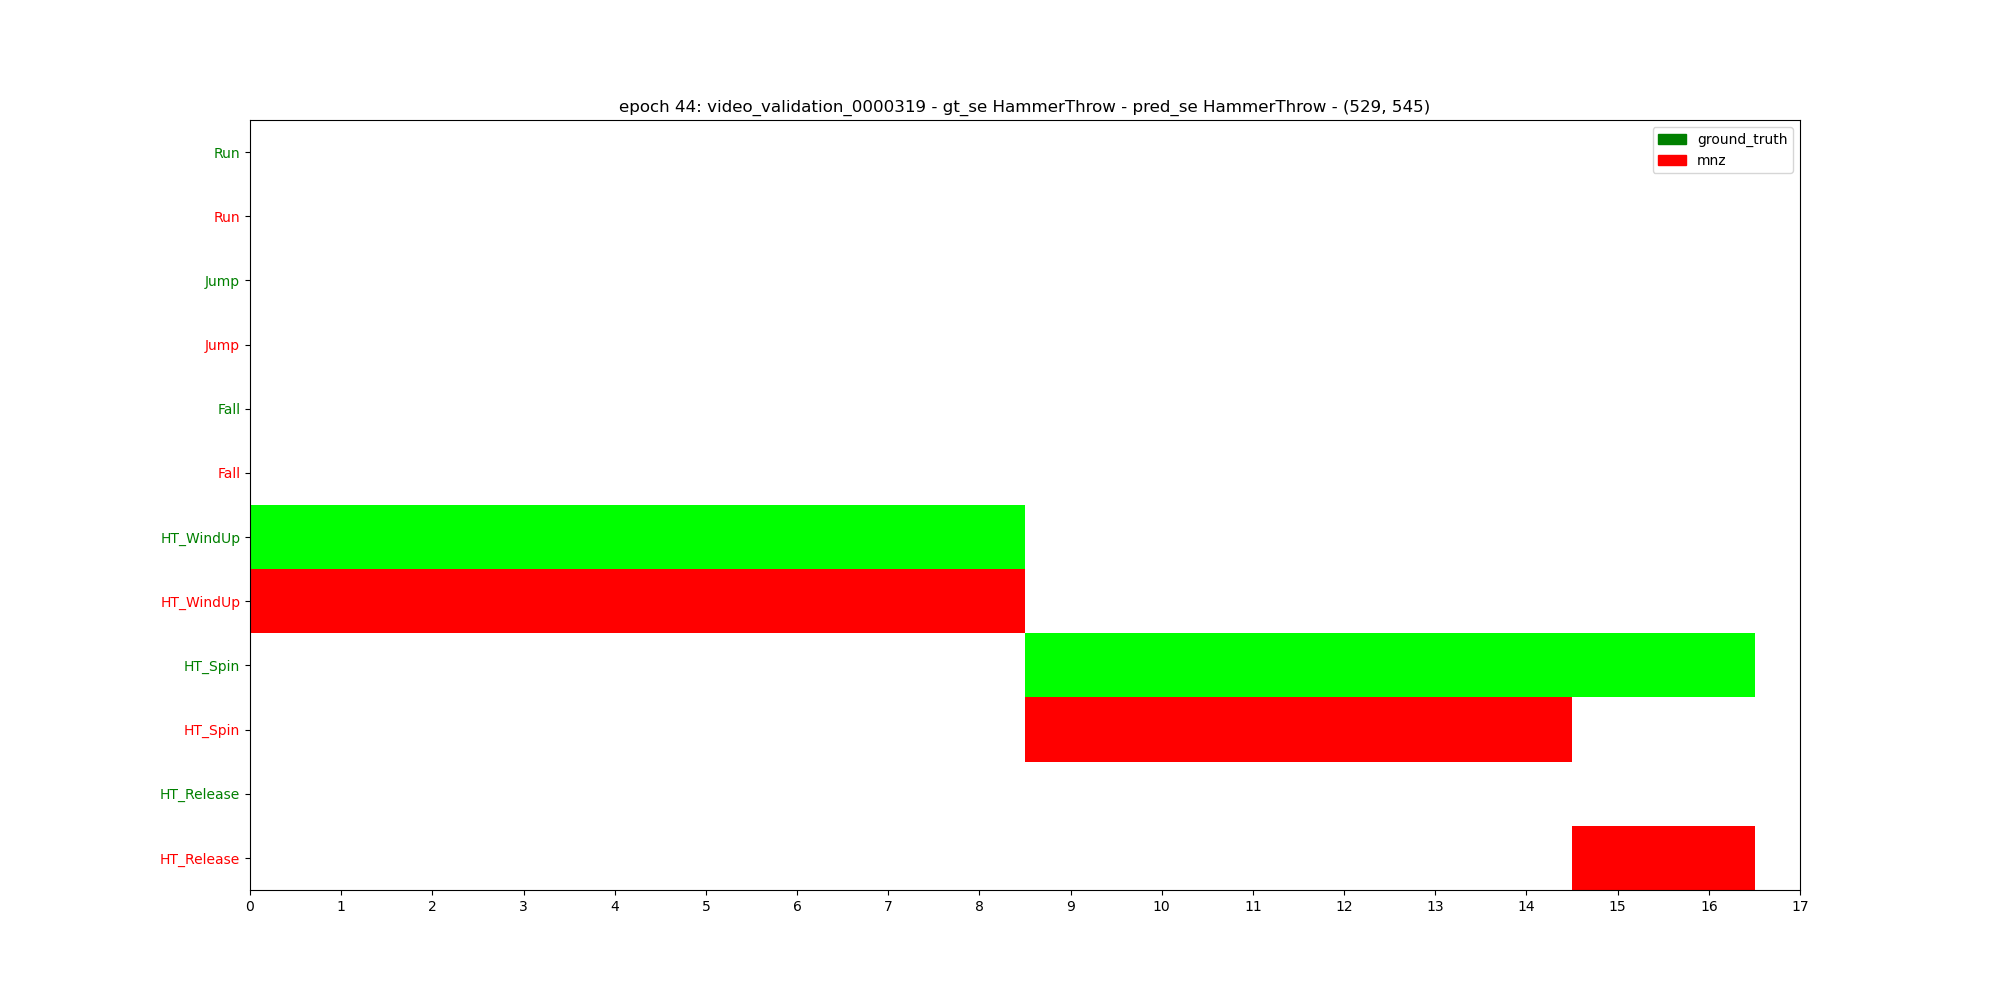 epoch 44: video_validation_0000319 - gt_se HammerThrow - pred_se HammerThrow - (529, 545)
ground_truth
mnz
Run
Run
Jump
Jump
Fall
Fall
HT_WindUp
HT_WindUp
HT_Spin
HT_Spin
HT_Release
HT_Release
0 1 2 3 4 5 6 7 8 9 10 11 12 13 14 15 16 17